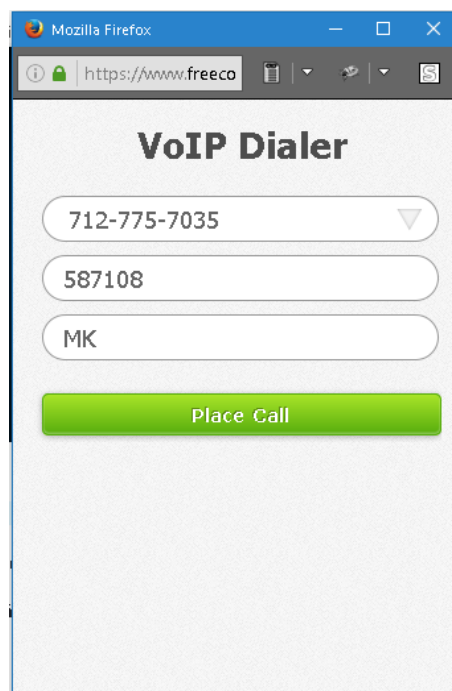 Mozilla Firefox
https://www.freeco
VoIP Dialer
712-775-7035
587108
MK
Place Call